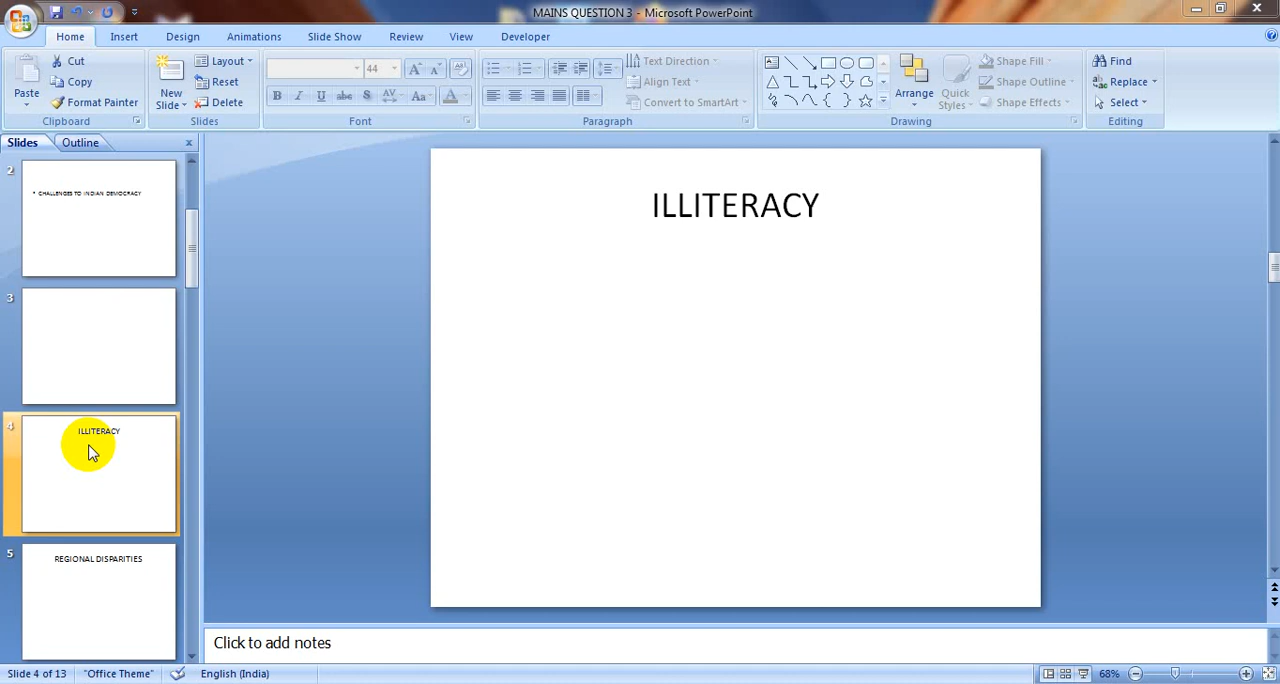 MAINS QUESTION 3 - Microsoft PowerPoint
Home Insert Design Animations Slide Show Review View Developer
Paste Cut Copy Format Painter Clipboard
New Slide Layout Reset Delete Slides
44 B I U abc S AV Aa A Font
Text Direction Align Text Convert to SmartArt Paragraph
Arrange Quick Styles Shape Fill Shape Outline Shape Effects Drawing
Find Replace Select Editing
Slides Outline
2
• CHALLENGES TO INDIAN DEMOCRACY
3
4
ILLITERACY
5
REGIONAL DISPARITIES
ILLITERACY
Click to add notes
Slide 4 of 13 "Office Theme" English (India) 68%